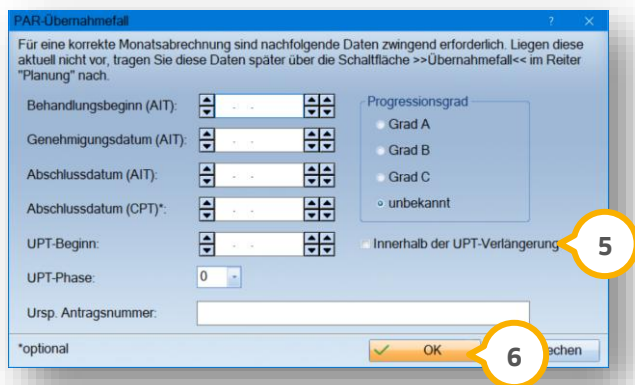 PAR-Übernahmefall ? ×
Für eine korrekte Monatsabrechnung sind nachfolgende Daten zwingend erforderlich. Liegen diese
aktuell nicht vor, tragen Sie diese Daten später über die Schaltfläche >>Übernahmefall<< im Reiter
"Planung" nach.
Behandlungsbeginn (AIT): . .
Genehmigungsdatum (AIT): . .
Abschlussdatum (AIT): . .
Abschlussdatum (CPT)*: . .
UPT-Beginn: . .
UPT-Phase: 0
Ursp. Antragsnummer:
Progressionsgrad
Grad A
Grad B
Grad C
unbekannt
Innerhalb der UPT-Verlängerung
5
*optional
OK
6
echen